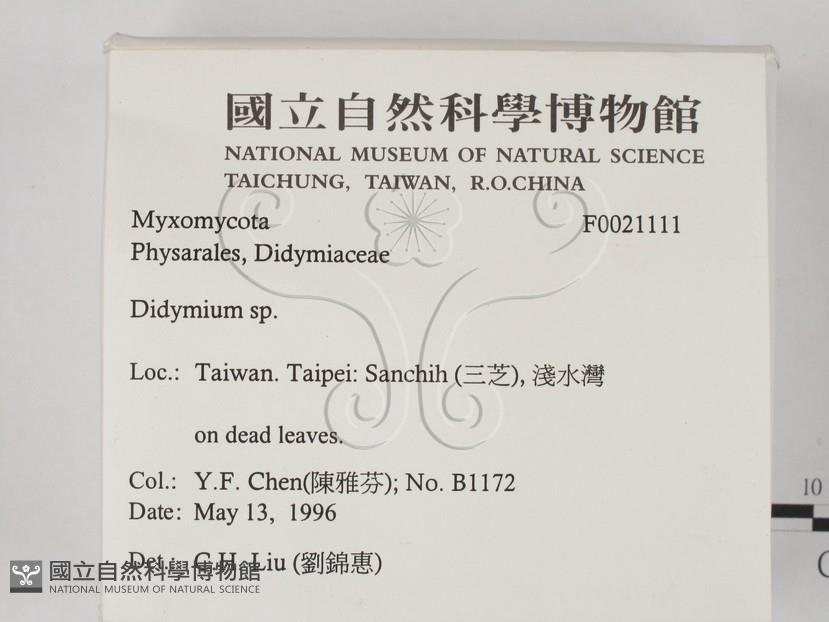 國立自然科學博物館
NATIONAL MUSEUM OF NATURAL SCIENCE
TAICHUNG, TAIWAN, R.O.CHINA
Myxomycota F0021111
Physarales, Didymiaceae
Didymium sp.
Loc.: Taiwan. Taipei: Sanchih (三芝), 淺水灣
on dead leaves.
Col.: Y.F. Chen(陳雅芬); No. B1172
Date: May 13, 1996
Det.: C.H. Liu (劉錦惠)
國立自然科學博物館
NATIONAL MUSEUM OF NATURAL SCIENCE
10